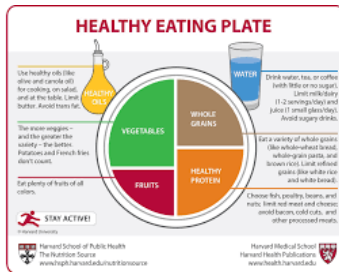 HEALTHY EATING PLATE
Use healthy oils (like
olive and canola oil)
for cooking, on salad,
and at the table. Limit
butter. Avoid trans fat.
HEALTHY
OILS
The more veggies –
and the greater the
variety – the better.
Potatoes and French fries
don't count.
Eat plenty of fruits of all
colors.
STAY ACTIVE!
© Harvard University
VEGETABLES
FRUITS
WHOLE
GRAINS
HEALTHY
PROTEIN
WATER
Drink water, tea, or coffee
(with little or no sugar).
Limit milk/dairy
(1-2 servings/day) and
juice (1 small glass/day).
Avoid sugary drinks.
Eat a variety of whole grains
(like whole-wheat bread,
whole-grain pasta, and
brown rice). Limit refined
grains (like white rice
and white bread).
Choose fish, poultry, beans, and
nuts; limit red meat and cheese;
avoid bacon, cold cuts, and
other processed meats.
Harvard School of Public Health
The Nutrition Source
www.hsph.harvard.edu/nutritionsource
Harvard Medical School
Harvard Health Publications
www.health.harvard.edu